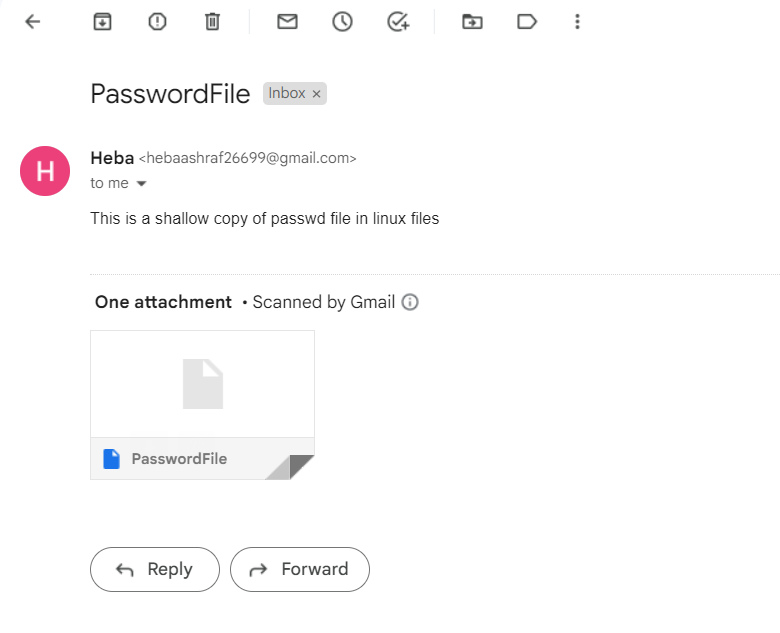 PasswordFile Inbox ×
H
Heba <hebaashraf26699@gmail.com>
to me
This is a shallow copy of passwd file in linux files
One attachment • Scanned by Gmail
PasswordFile
Reply Forward